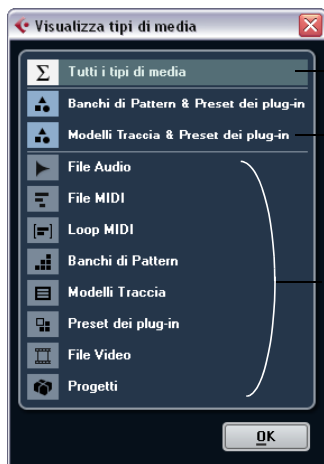 Visualizza tipi di media
Tutti i tipi di media
Banchi di Pattern & Preset dei plug-in
Modelli Traccia & Preset dei plug-in
File Audio
File MIDI
Loop MIDI
Banchi di Pattern
Modelli Traccia
Preset dei plug-in
File Video
Progetti
OK